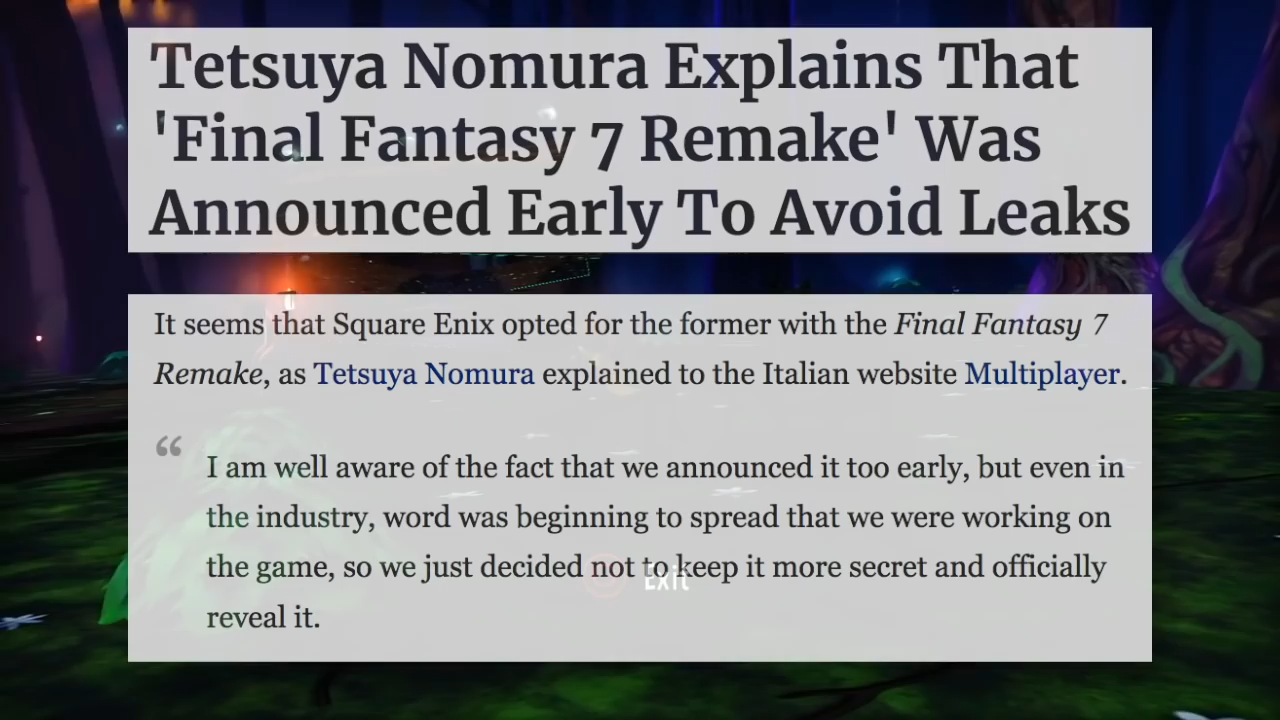 Tetsuya Nomura Explains That
'Final Fantasy 7 Remake' Was
Announced Early To Avoid Leaks
It seems that Square Enix opted for the former with the Final Fantasy 7
Remake, as Tetsuya Nomura explained to the Italian website Multiplayer.
“
I am well aware of the fact that we announced it too early, but even in
the industry, word was beginning to spread that we were working on
the game, so we just decided not to keep it more secret and officially
Exit
reveal it.